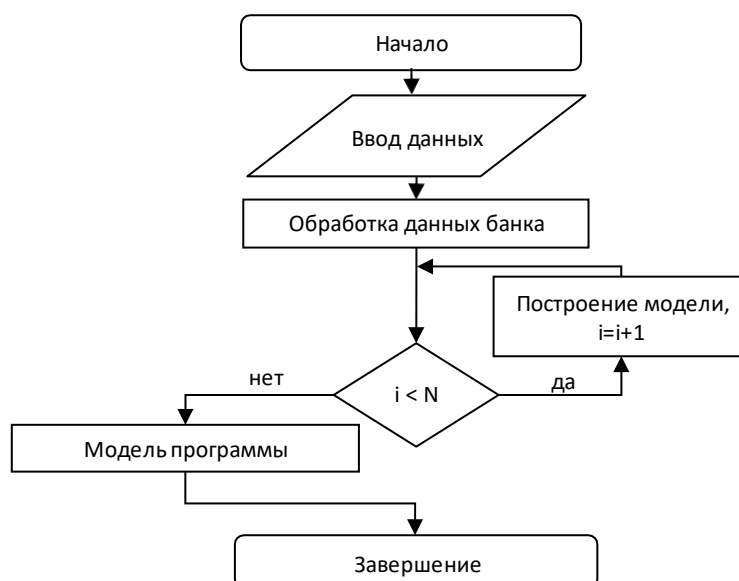 Начало
Ввод данных
Обработка данных банка
Построение модели,
i=i+1
нет
i < N
да
Модель программы
Завершение